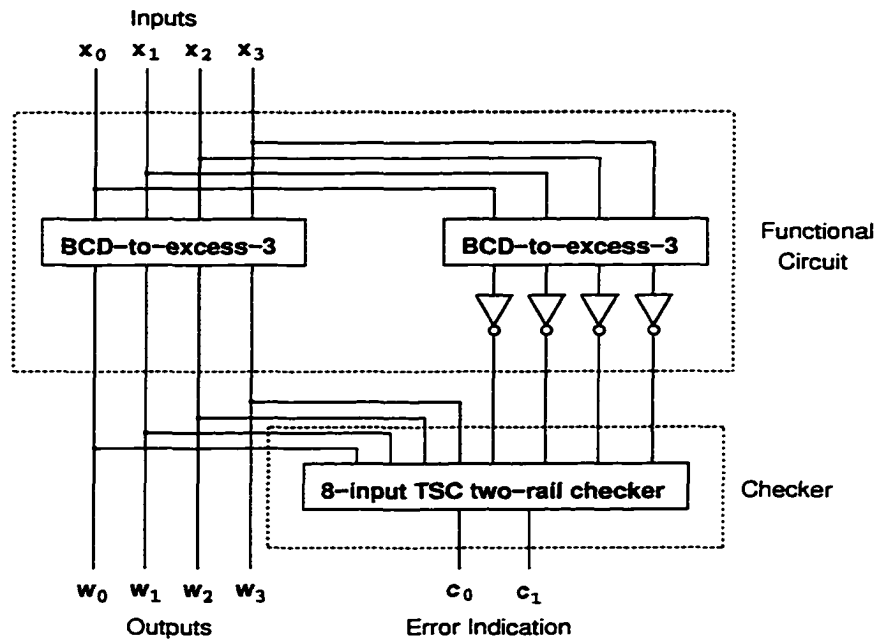 Inputs
x0 x1 x2 x3
BCD-to-excess-3 BCD-to-excess-3
Functional
Circuit
8-input TSC two-rail checker
Checker
w0 w1 w2 w3 c0 c1
Outputs Error Indication